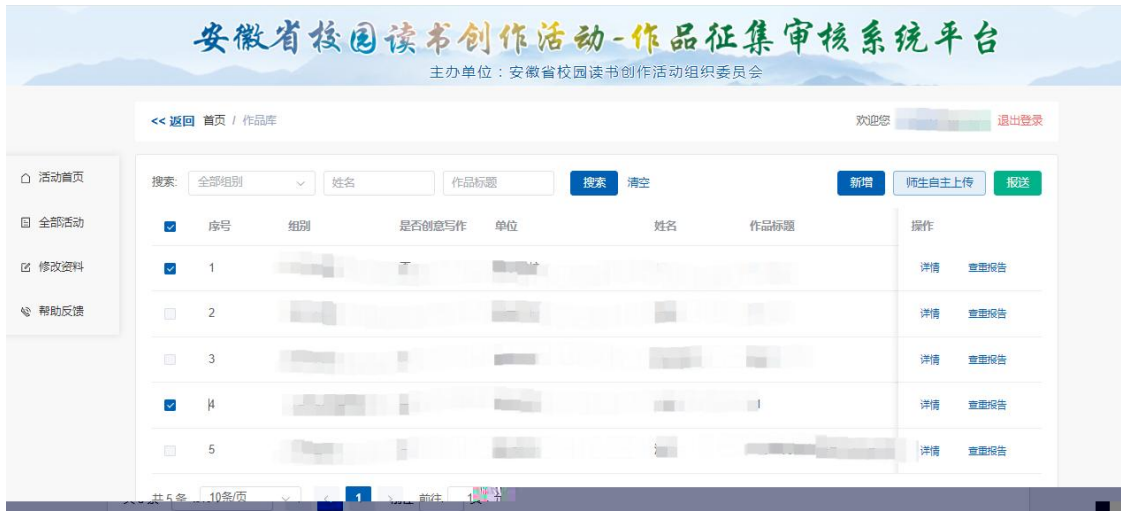 安徽省校园读书创作活动-作品征集审核系统平台
主办单位：安徽省校园读书创作活动组织委员会
<< 返回 首页 / 作品库 欢迎您 退出登录
活动首页
全部活动
修改资料
帮助反馈
搜索: 全部组别 姓名 作品标题 搜索 清空 新增 师生自主上传 报送
序号 组别 是否创意写作 单位 姓名 作品标题 操作
1 详情 查重报告
2 详情 查重报告
3 详情 查重报告
4 详情 查重报告
5 详情 查重报告
共 5 条 10条/页 1 前往 1